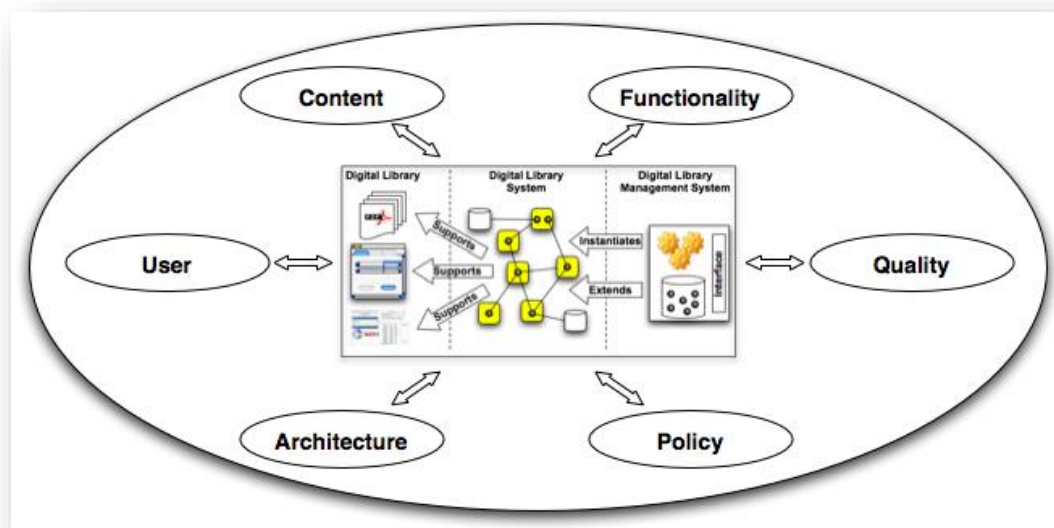 Content
Functionality
Digital Library
Digital Library
System
Digital Library
Management System
Supports
Supports
Supports
Instantiates
Extends
Interface
User
Quality
Architecture
Policy